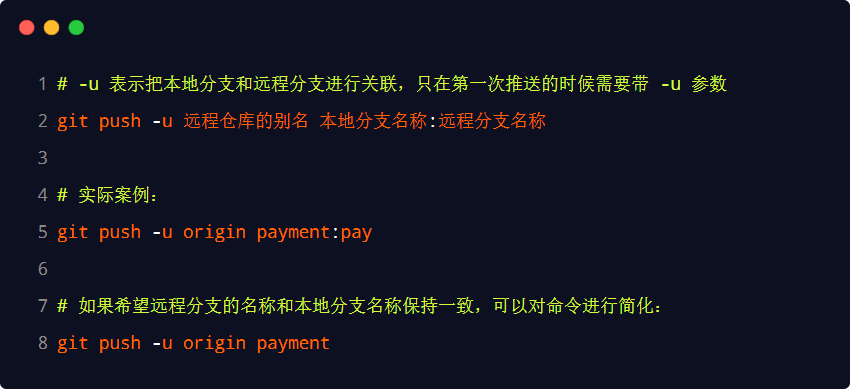 1 # -u 表示把本地分支和远程分支进行关联，只在第一次推送的时候需要带 -u 参数
2 git push -u 远程仓库的别名 本地分支名称:远程分支名称
3
4 # 实际案例：
5 git push -u origin payment:pay
6
7 # 如果希望远程分支的名称和本地分支名称保持一致，可以对命令进行简化：
8 git push -u origin payment